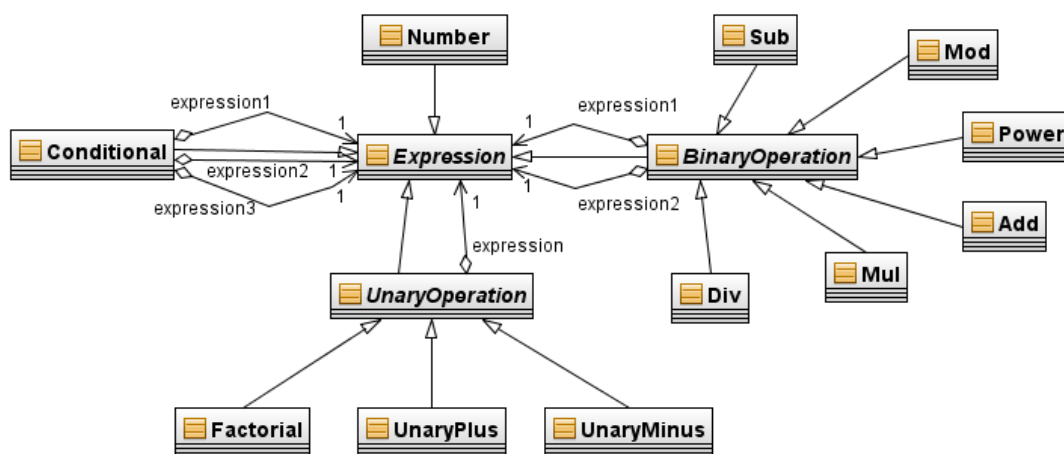 Number
Sub
Mod
expression1
1
expression1
1
Power
Conditional
Expression
BinaryOperation
expression2
1
1
expression2
expression3
1
1
Add
expression
Mul
UnaryOperation
Div
Factorial
UnaryPlus
UnaryMinus